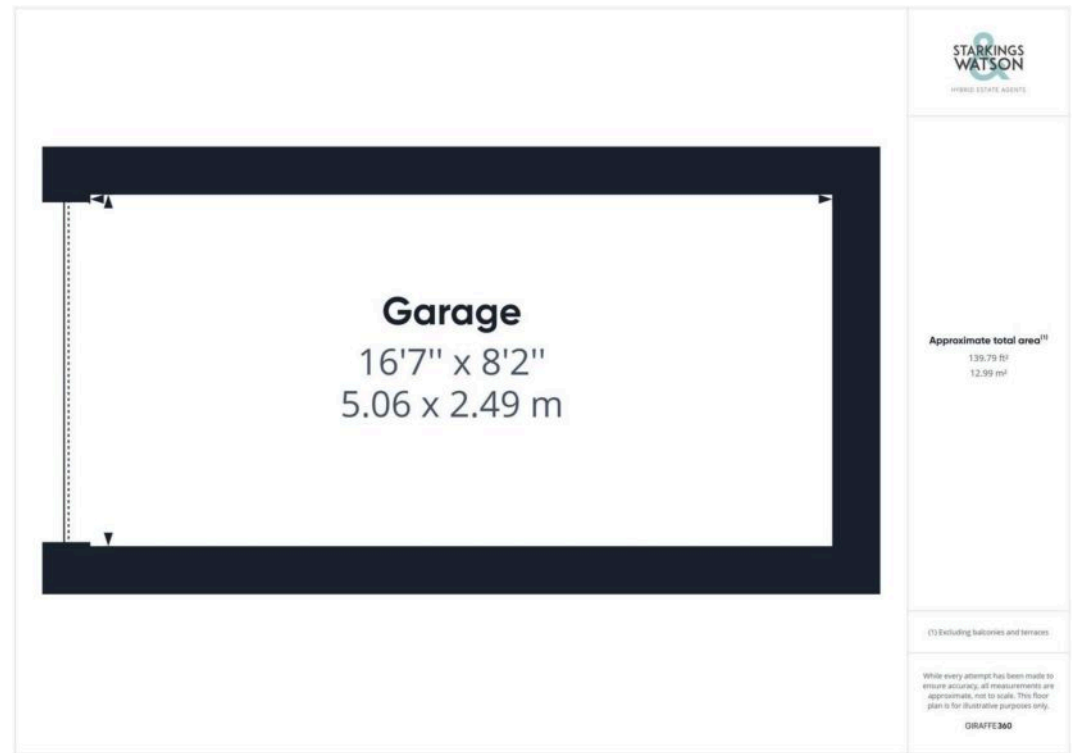 STARKINGS
&
WATSON
HYBRID ESTATE AGENTS
Garage
16'7'' x 8'2''
5.06 x 2.49 m
Approximate total area(1)
139.79 ft²
12.99 m²
(1) Excluding balconies and terraces
While every attempt has been made to
ensure accuracy, all measurements are
approximate, not to scale. This floor
plan is for illustrative purposes only.
GIRAFFE360